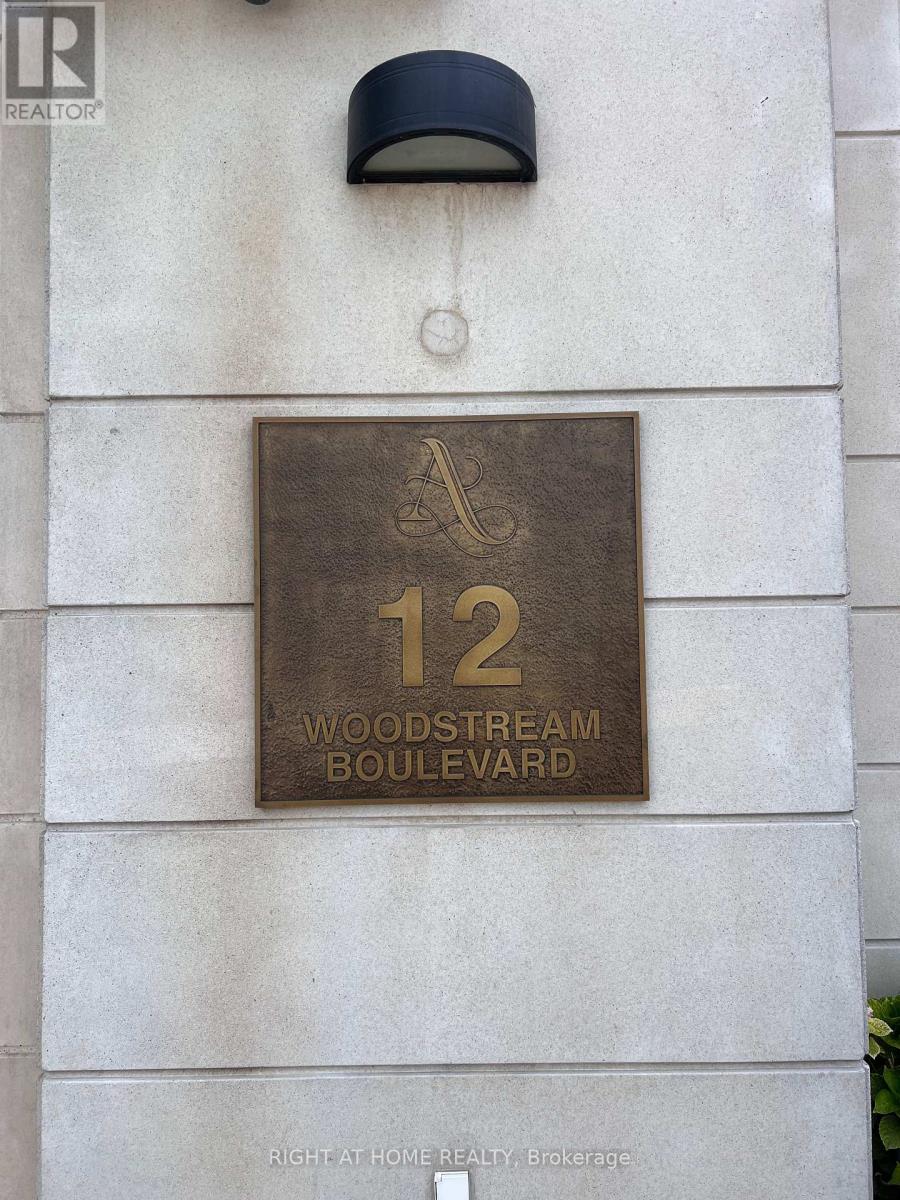 R
REALTOR®
A
12
WOODSTREAM
BOULEVARD
RIGHT AT HOME REALTY, Brokerage